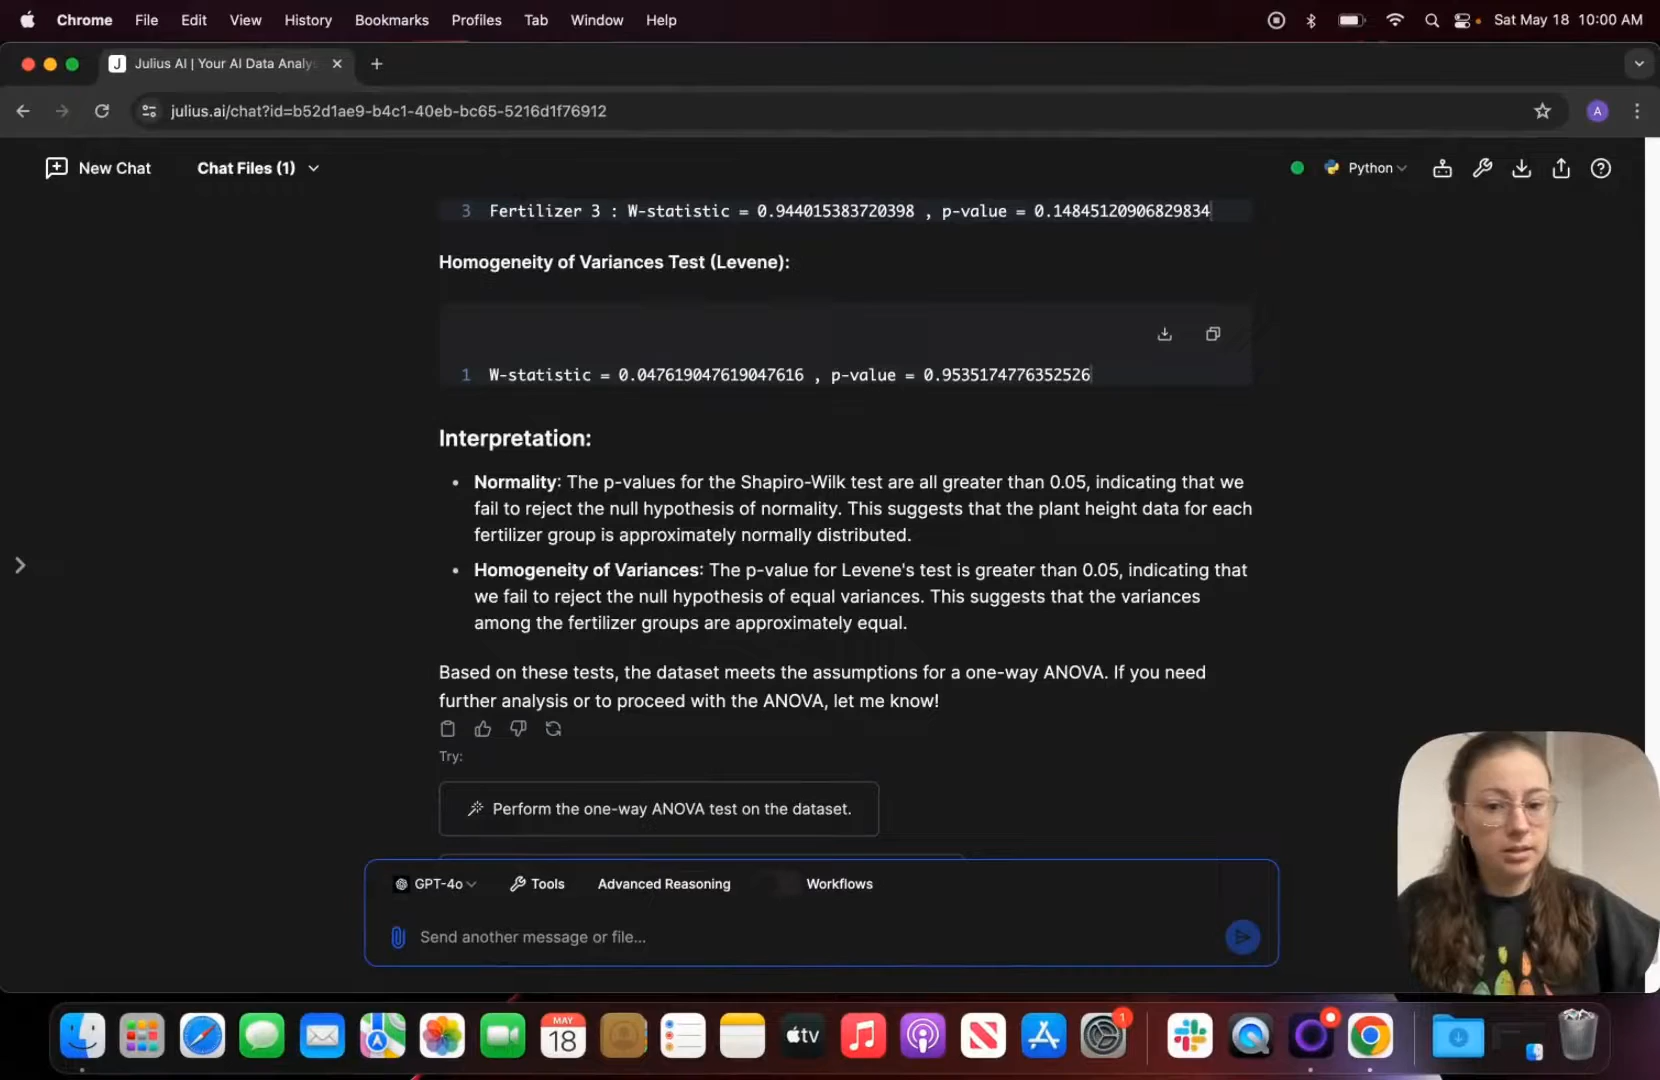 Chrome File Edit View History Bookmarks Profiles Tab Window Help Sat May 18 10:00 AM
J Julius AI | Your AI Data Analys
julius.ai/chat?id=b52d1ae9-b4c1-40eb-bc65-5216d1f76912 A
New Chat Chat Files (1) Python
3 Fertilizer 3 : W-statistic = 0.944015383720398 , p-value = 0.14845120906829834
Homogeneity of Variances Test (Levene):
1 W-statistic = 0.047619047619047616 , p-value = 0.9535174776352526
Interpretation:
• Normality: The p-values for the Shapiro-Wilk test are all greater than 0.05, indicating that we
fail to reject the null hypothesis of normality. This suggests that the plant height data for each
fertilizer group is approximately normally distributed.
• Homogeneity of Variances: The p-value for Levene's test is greater than 0.05, indicating that
we fail to reject the null hypothesis of equal variances. This suggests that the variances
among the fertilizer groups are approximately equal.
Based on these tests, the dataset meets the assumptions for a one-way ANOVA. If you need
further analysis or to proceed with the ANOVA, let me know!
Try:
Perform the one-way ANOVA test on the dataset.
GPT-4o Tools Advanced Reasoning Workflows
Send another message or file...
MAY
18
tv
1